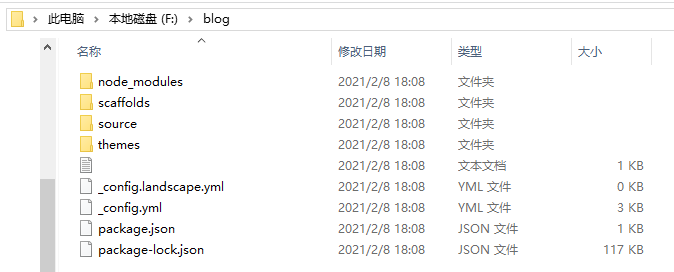 此电脑 › 本地磁盘 (F:) › blog
名称 修改日期 类型 大小
node_modules 2021/2/8 18:08 文件夹
scaffolds 2021/2/8 18:08 文件夹
source 2021/2/8 18:08 文件夹
themes 2021/2/8 18:08 文件夹
2021/2/8 18:08 文本文档 1 KB
_config.landscape.yml 2021/2/8 18:08 YML 文件 0 KB
_config.yml 2021/2/8 18:08 YML 文件 3 KB
package.json 2021/2/8 18:08 JSON 文件 1 KB
package-lock.json 2021/2/8 18:08 JSON 文件 117 KB